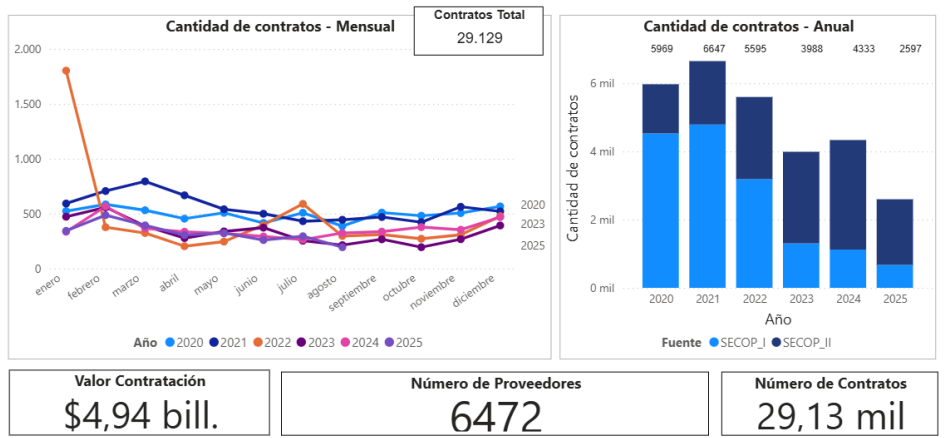 Cantidad de contratos - Mensual
Contratos Total
29.129
2.000
1.500
1.000
500
0
enero
febrero
marzo
abril
mayo
junio
julio
agosto
septiembre
octubre
noviembre
diciembre
2020
2023
2025
Año 2020 2021 2022 2023 2024 2025
Cantidad de contratos - Anual
5969 6647 5595 3988 4333 2597
Cantidad de contratos
6 mil
4 mil
2 mil
0 mil
2020 2021 2022 2023 2024 2025
Año
Fuente SECOP_I SECOP_II
Valor Contratación
$4,94 bill.
Número de Proveedores
6472
Número de Contratos
29,13 mil